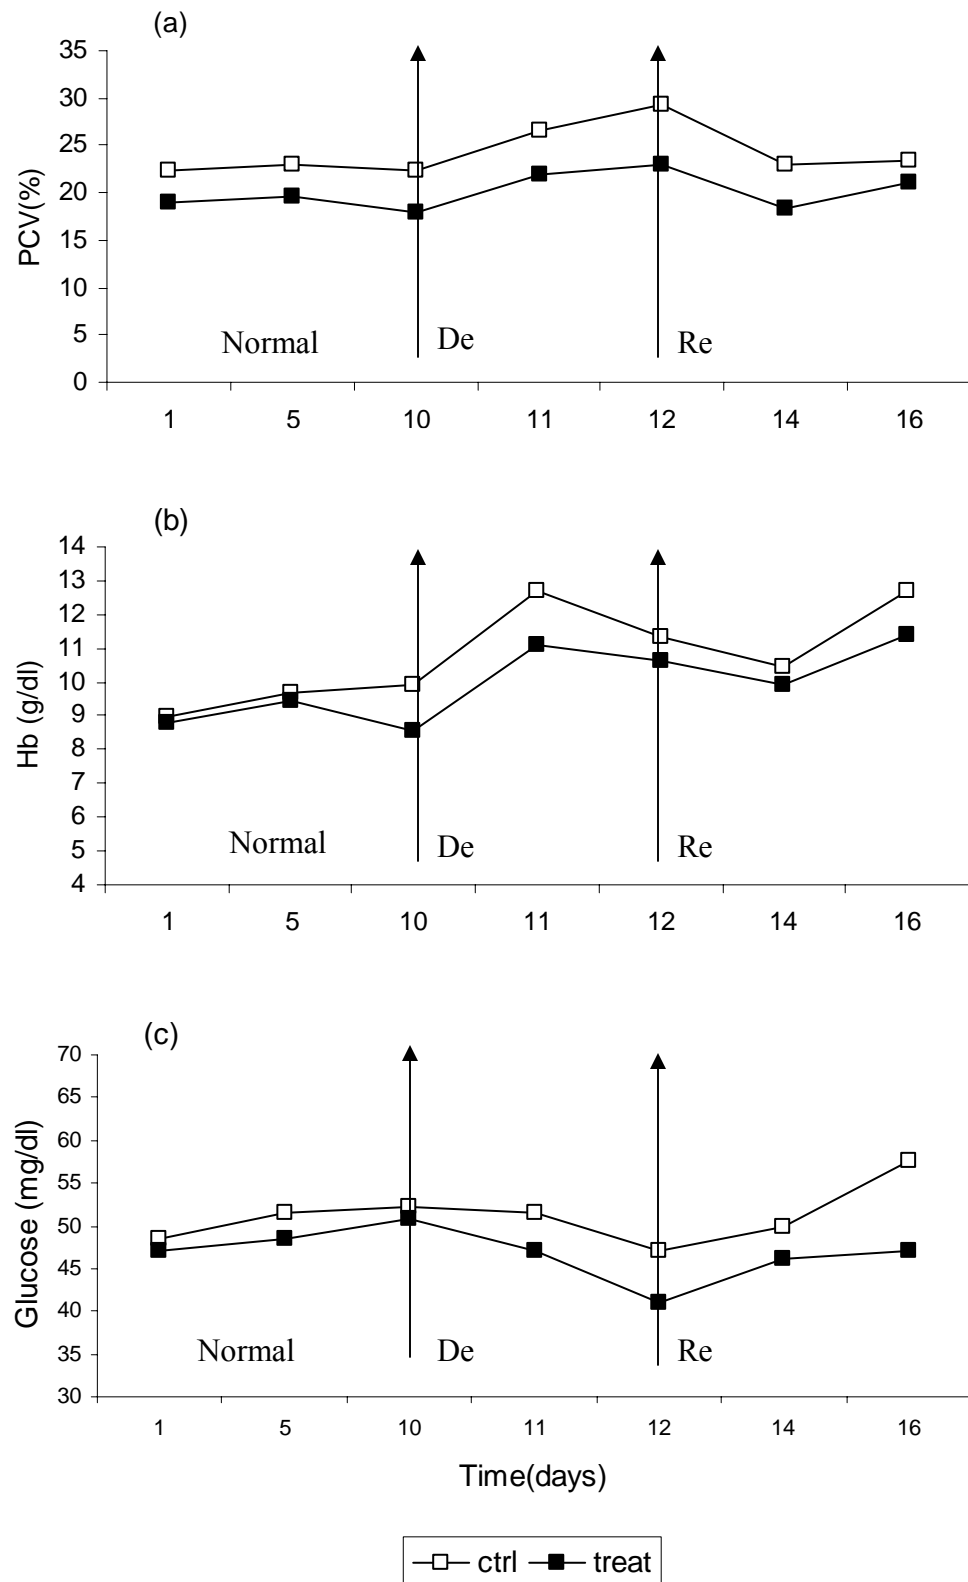 (a)
35
30
25
20
15
10
5
0
PCV(%)
Normal
De
Re
1 5 10 11 12 14 16
(b)
14
13
12
11
10
9
8
7
6
5
4
Hb (g/dl)
Normal
De
Re
1 5 10 11 12 14 16
(c)
70
65
60
55
50
45
40
35
30
Glucose (mg/dl)
Normal
De
Re
1 5 10 11 12 14 16
Time(days)
ctrl treat